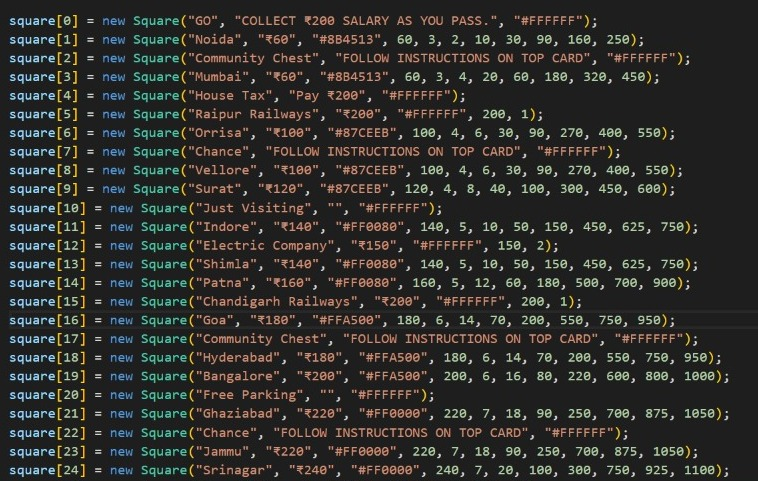 square[0] = new Square("GO", "COLLECT ₹200 SALARY AS YOU PASS.", "#FFFFFF");
square[1] = new Square("Noida", "₹60", "#8B4513", 60, 3, 2, 10, 30, 90, 160, 250);
square[2] = new Square("Community Chest", "FOLLOW INSTRUCTIONS ON TOP CARD", "#FFFFFF");
square[3] = new Square("Mumbai", "₹60", "#8B4513", 60, 3, 4, 20, 60, 180, 320, 450);
square[4] = new Square("House Tax", "Pay ₹200", "#FFFFFF");
square[5] = new Square("Raipur Railways", "₹200", "#FFFFFF", 200, 1);
square[6] = new Square("Orrisa", "₹100", "#87CEEB", 100, 4, 6, 30, 90, 270, 400, 550);
square[7] = new Square("Chance", "FOLLOW INSTRUCTIONS ON TOP CARD", "#FFFFFF");
square[8] = new Square("Vellore", "₹100", "#87CEEB", 100, 4, 6, 30, 90, 270, 400, 550);
square[9] = new Square("Surat", "₹120", "#87CEEB", 120, 4, 8, 40, 100, 300, 450, 600);
square[10] = new Square("Just Visiting", "", "#FFFFFF");
square[11] = new Square("Indore", "₹140", "#FF0080", 140, 5, 10, 50, 150, 450, 625, 750);
square[12] = new Square("Electric Company", "₹150", "#FFFFFF", 150, 2);
square[13] = new Square("Shimla", "₹140", "#FF0080", 140, 5, 10, 50, 150, 450, 625, 750);
square[14] = new Square("Patna", "₹160", "#FF0080", 160, 5, 12, 60, 180, 500, 700, 900);
square[15] = new Square("Chandigarh Railways", "₹200", "#FFFFFF", 200, 1);
square[16] = new Square("Goa", "₹180", "#FFA500", 180, 6, 14, 70, 200, 550, 750, 950);
square[17] = new Square("Community Chest", "FOLLOW INSTRUCTIONS ON TOP CARD", "#FFFFFF");
square[18] = new Square("Hyderabad", "₹180", "#FFA500", 180, 6, 14, 70, 200, 550, 750, 950);
square[19] = new Square("Bangalore", "₹200", "#FFA500", 200, 6, 16, 80, 220, 600, 800, 1000);
square[20] = new Square("Free Parking", "", "#FFFFFF");
square[21] = new Square("Ghaziabad", "₹220", "#FF0000", 220, 7, 18, 90, 250, 700, 875, 1050);
square[22] = new Square("Chance", "FOLLOW INSTRUCTIONS ON TOP CARD", "#FFFFFF");
square[23] = new Square("Jammu", "₹220", "#FF0000", 220, 7, 18, 90, 250, 700, 875, 1050);
square[24] = new Square("Srinagar", "₹240", "#FF0000", 240, 7, 20, 100, 300, 750, 925, 1100);